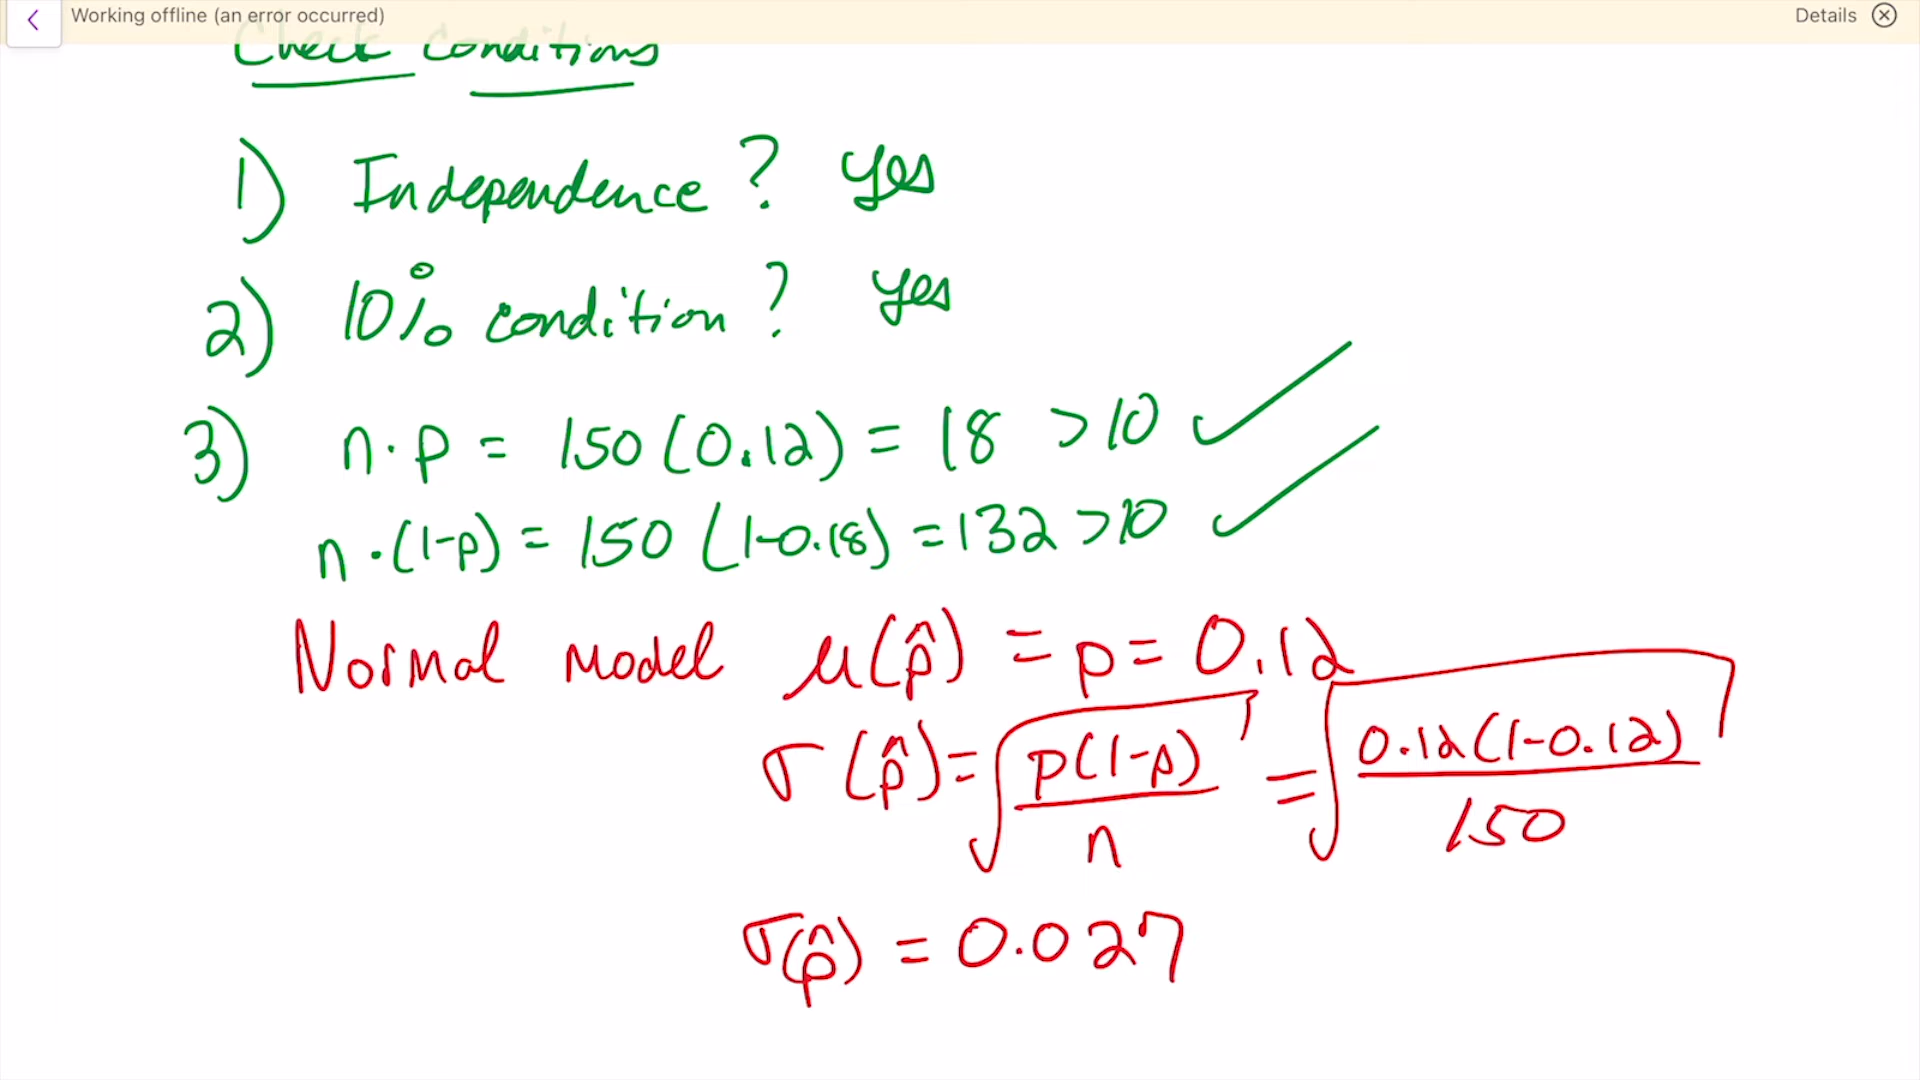 Working offline (an error occurred) Details
Check conditions
1) Independence? yes
2) 10% condition? yes
3) n·p = 150(0.12) = 18 >10 ✓
n·(1-p) = 150(1-0.18) = 132 >10 ✓
Normal model μ(p̂) = p = 0.12
σ(p̂) = √(p(1-p)/n) = √(0.12(1-0.12)/150)
σ(p̂) = 0.027